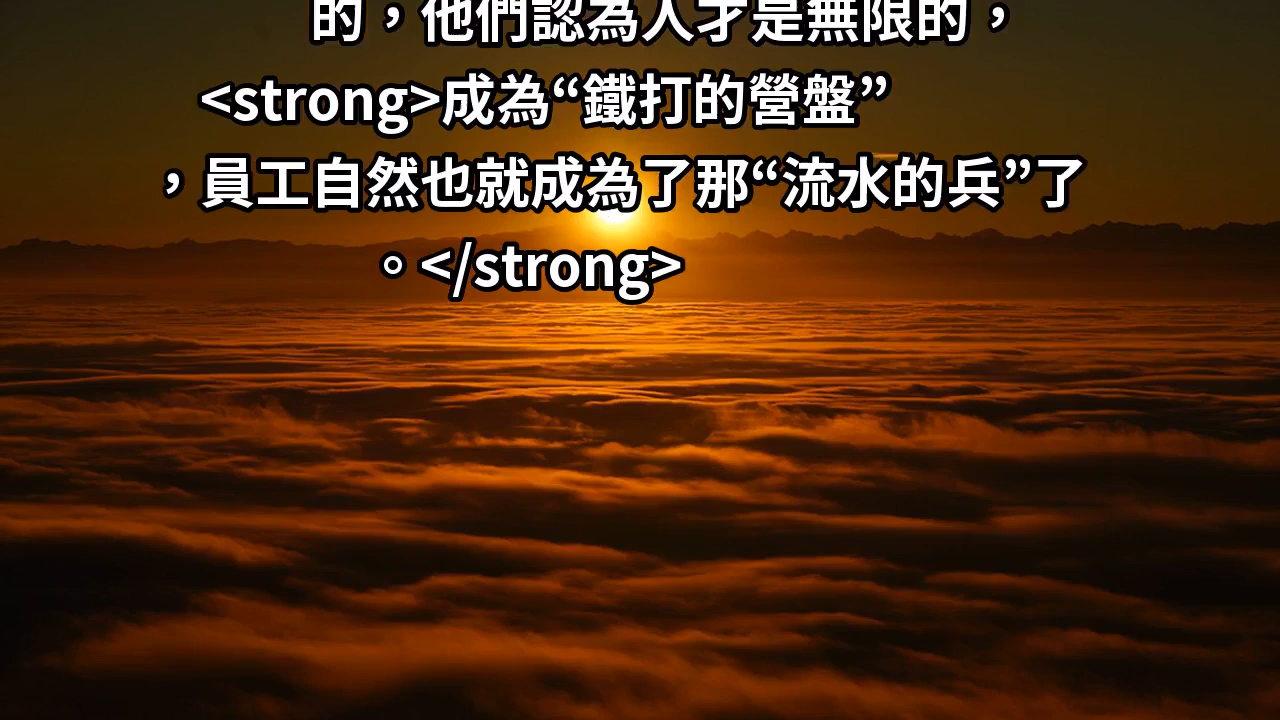 的，他們認為人才是無限的，
<strong>成為“鐵打的營盤”
，員工自然也就成為了那“流水的兵”了
。</strong>